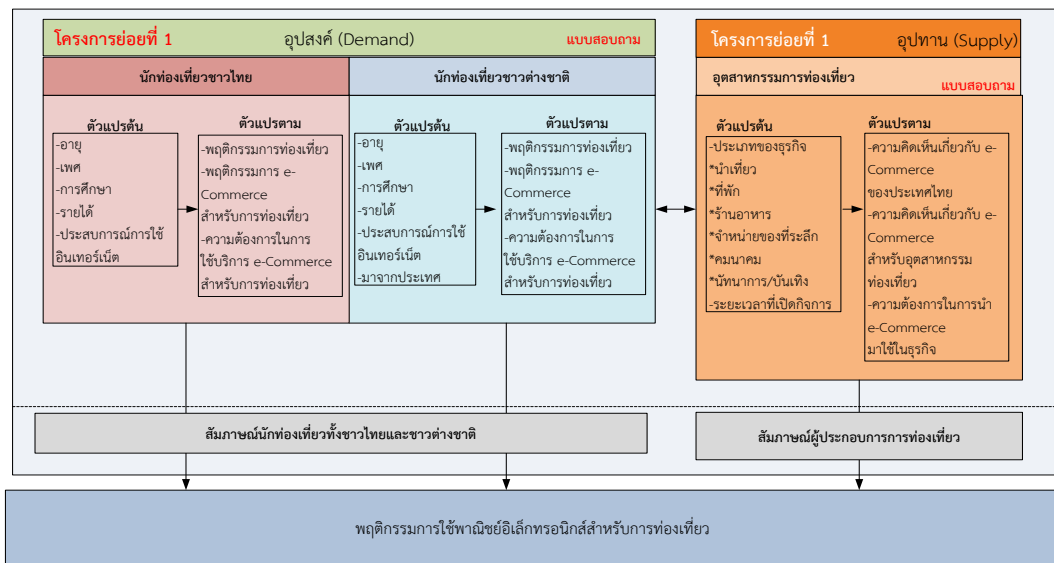 โครงการย่อยที่ 1 อุปสงค์ (Demand) แบบสอบถาม
นักท่องเที่ยวชาวไทย
ตัวแปรต้น
-อายุ
-เพศ
-การศึกษา
-รายได้
-ประสบการณ์การใช้
อินเทอร์เน็ต
ตัวแปรตาม
-พฤติกรรมการท่องเที่ยว
-พฤติกรรมการ e-
Commerce
สำหรับการท่องเที่ยว
-ความต้องการในการ
ใช้บริการ e-Commerce
สำหรับการท่องเที่ยว
นักท่องเที่ยวชาวต่างชาติ
ตัวแปรต้น
-อายุ
-เพศ
-การศึกษา
-รายได้
-ประสบการณ์การใช้
อินเทอร์เน็ต
-มาจากประเทศ
ตัวแปรตาม
-พฤติกรรมการท่องเที่ยว
-พฤติกรรมการ e-
Commerce
สำหรับการท่องเที่ยว
-ความต้องการในการ
ใช้บริการ e-Commerce
สำหรับการท่องเที่ยว
โครงการย่อยที่ 1 อุปทาน (Supply)
อุตสาหกรรมการท่องเที่ยว
แบบสอบถาม
ตัวแปรต้น
-ประเภทของธุรกิจ
*นำเที่ยว
*ที่พัก
*ร้านอาหาร
*จำหน่ายของที่ระลึก
*คมนาคม
*นัทนาการ/บันเทิง
-ระยะเวลาที่เปิดกิจการ
ตัวแปรตาม
-ความคิดเห็นเกี่ยวกับ e-
Commerce
ของประเทศไทย
-ความคิดเห็นเกี่ยวกับ e-
Commerce
สำหรับอุตสาหกรรม
ท่องเที่ยว
-ความต้องการในการนำ
e-Commerce
มาใช้ในธุรกิจ
สัมภาษณ์นักท่องเที่ยวทั้งชาวไทยและชาวต่างชาติ
สัมภาษณ์ผู้ประกอบการการท่องเที่ยว
พฤติกรรมการใช้พาณิชย์อิเล็กทรอนิกส์สำหรับการท่องเที่ยว